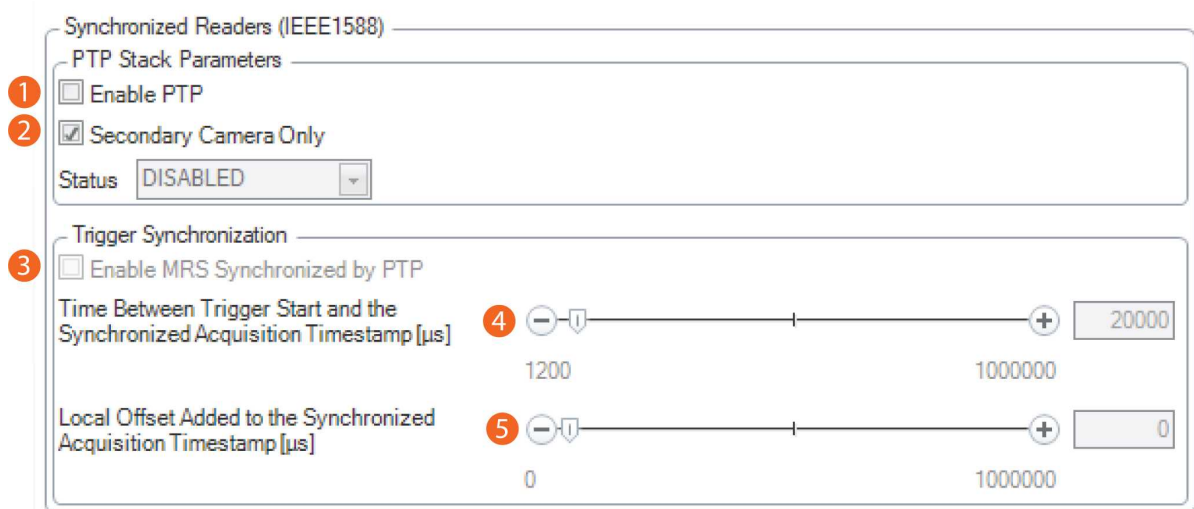 Synchronized Readers (IEEE1588)
PTP Stack Parameters
1 Enable PTP
2 Secondary Camera Only
Status DISABLED
Trigger Synchronization
3 Enable MRS Synchronized by PTP
Time Between Trigger Start and the
Synchronized Acquisition Timestamp [µs]
4 20000
1200 1000000
Local Offset Added to the Synchronized
Acquisition Timestamp [µs]
5 0
0 1000000